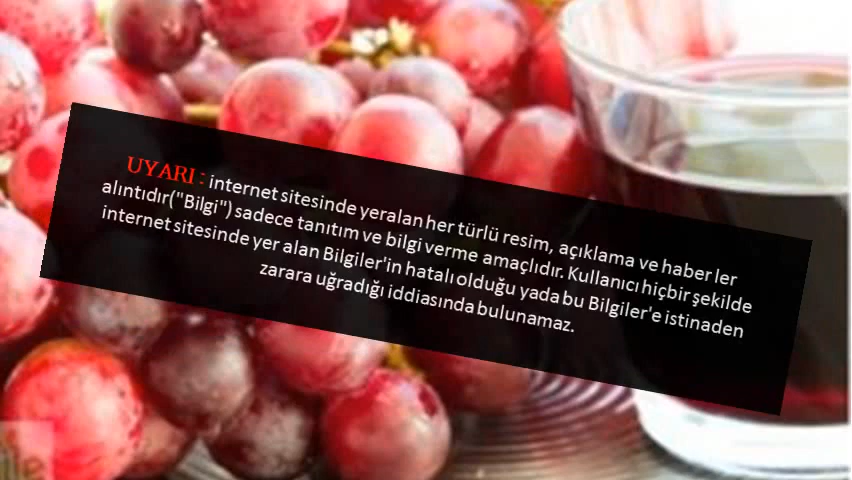 UYARI : internet sitesinde yeralan her türlü resim, açıklama ve haber ler
alıntıdır("Bilgi") sadece tanıtım ve bilgi verme amaçlıdır. Kullanıcı hiçbir şekilde
internet sitesinde yer alan Bilgiler'in hatalı olduğu yada bu Bilgiler'e istinaden
zarara uğradığı iddiasında bulunamaz.